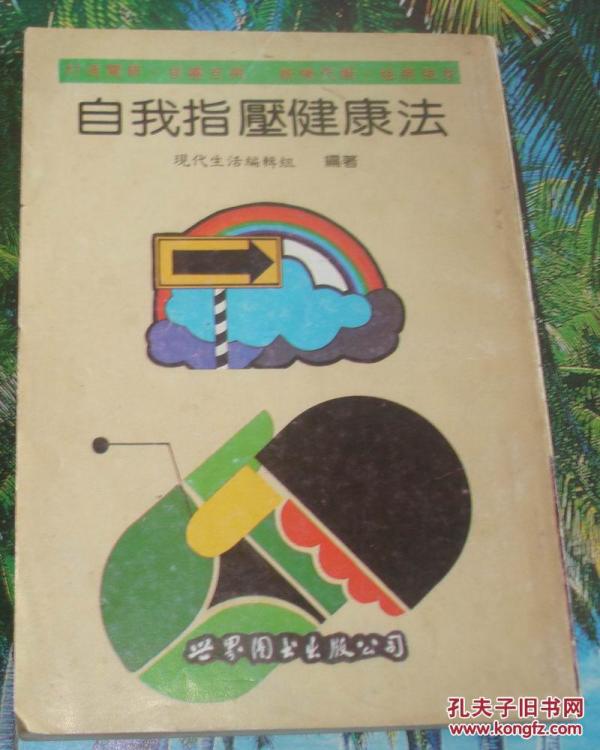 自我指壓健康法
現代生活編輯組 編著
世界图书出版公司
孔夫子旧书网
www.kongfz.com